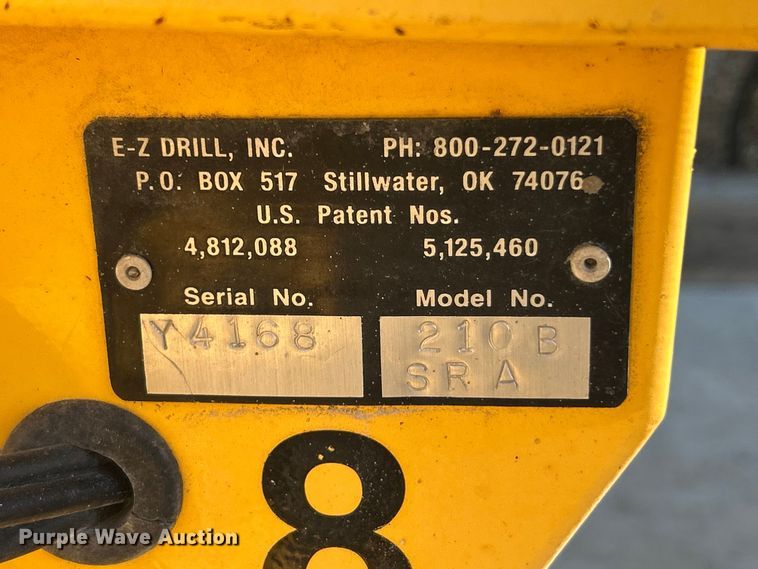 E-Z DRILL, INC. PH: 800-272-0121
P.O. BOX 517 Stillwater, OK 74076
U.S. Patent Nos.
4,812,088 5,125,460
Serial No. Model No.
Y4168 210 B
SRA
8
Purple Wave Auction